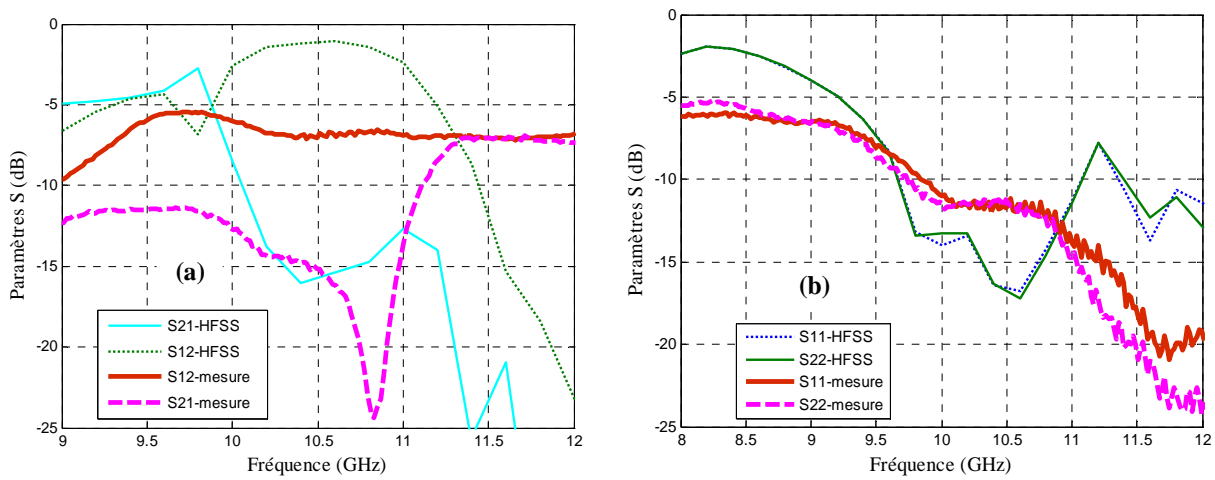 0
-5
-10
-15
-20
-25
Paramètres S (dB)
(a)
S21-HFSS
S12-HFSS
S12-mesure
S21-mesure
9 9.5 10 10.5 11 11.5 12
Fréquence (GHz)
0
-5
-10
-15
-20
-25
Paramètres S (dB)
(b)
S11-HFSS
S22-HFSS
S11-mesure
S22-mesure
8 8.5 9 9.5 10 10.5 11 11.5 12
Fréquence (GHz)